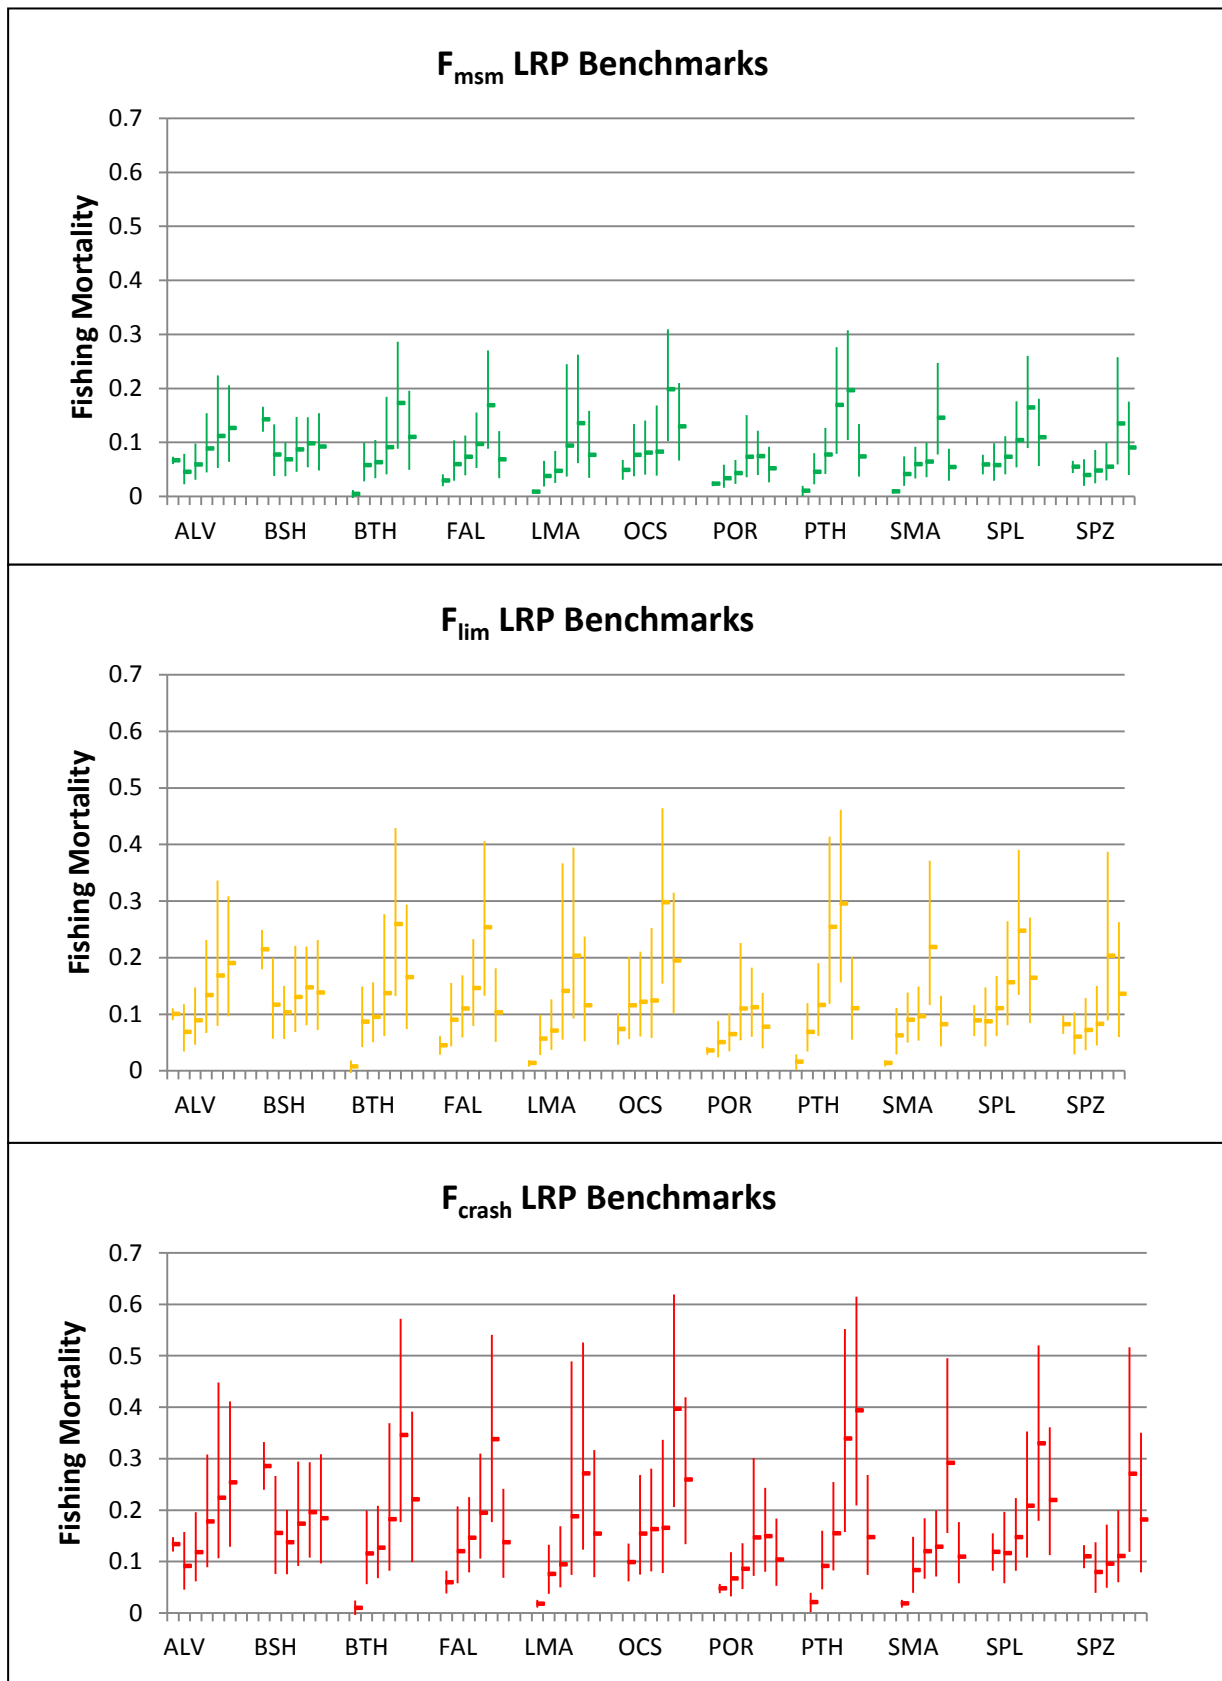 F_msm LRP Benchmarks
0.7
0.6
0.5
0.4
0.3
0.2
0.1
0
Fishing Mortality
ALV BSH BTH FAL LMA OCS POR PTH SMA SPL SPZ
F_lim LRP Benchmarks
0.7
0.6
0.5
0.4
0.3
0.2
0.1
0
Fishing Mortality
ALV BSH BTH FAL LMA OCS POR PTH SMA SPL SPZ
F_crash LRP Benchmarks
0.7
0.6
0.5
0.4
0.3
0.2
0.1
0
Fishing Mortality
ALV BSH BTH FAL LMA OCS POR PTH SMA SPL SPZ